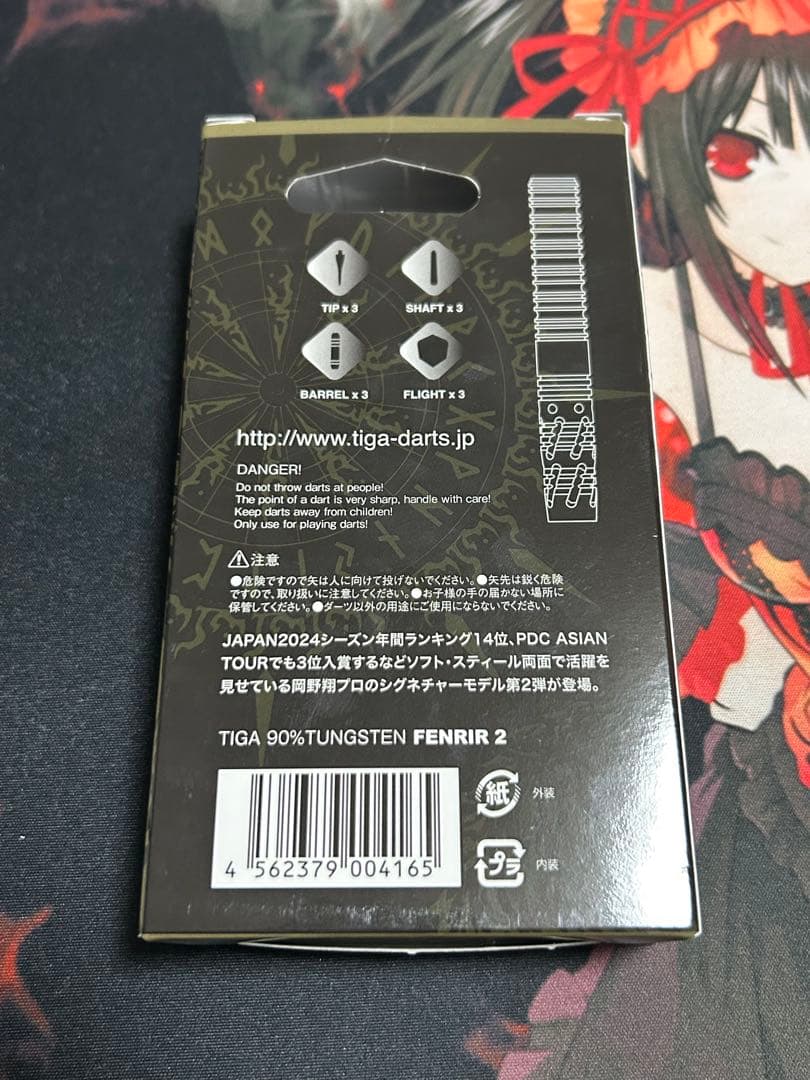 TIP x 3
SHAFT x 3
BARREL x 3
FLIGHT x 3
http://www.tiga-darts.jp
DANGER!
Do not throw darts at people!
The point of a dart is very sharp, handle with care!
Keep darts away from children!
Only use for playing darts!
⚠注意
●危険ですので矢は人に向けて投げないでください。●矢先は鋭く危険
ですので、取り扱いに注意してください。●お子様の手の届かない場所に
保管してください。●ダーツ以外の用途にご使用にならないでください。
JAPAN2024シーズン年間ランキング14位、PDC ASIAN
TOURでも3位入賞するなどソフト・スティール両面で活躍を
見せている岡野翔プロのシグネチャーモデル第2弾が登場。
TIGA 90%TUNGSTEN FENRIR 2
4 562379 004165
紙 外装
プラ 内装